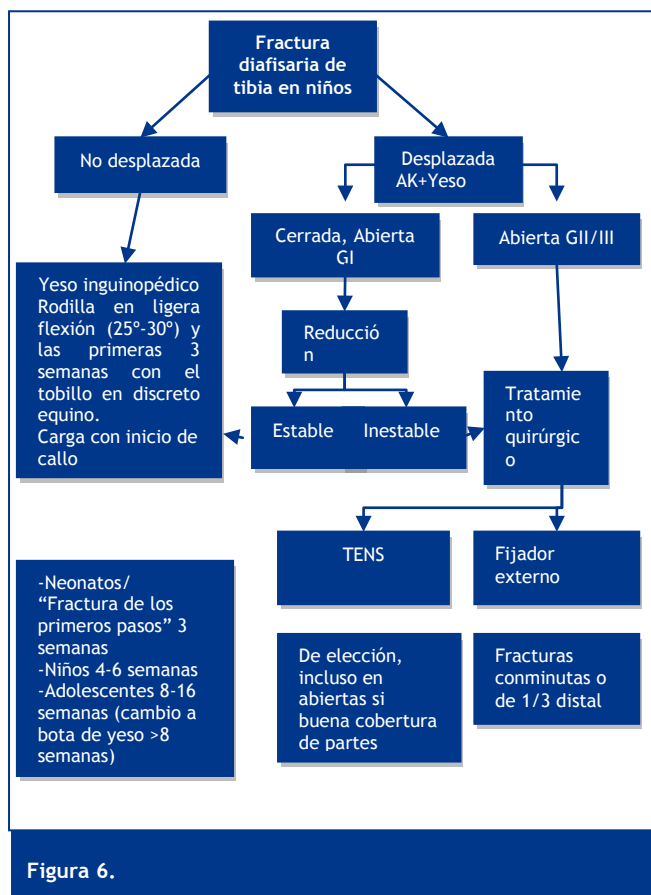 Fractura
diafisaria de
tibia en niños
No desplazada
Desplazada
AK+Yeso
Cerrada, Abierta
GI
Abierta GII/III
Yeso inguinopédico
Rodilla en ligera
flexión (25º-30º) y
las primeras 3
semanas con el
tobillo en discreto
equino.
Carga con inicio de
callo
Reducció
n
Estable
Inestable
Tratamie
nto
quirúrgic
o
TENS
Fijador
externo
-Neonatos/
“Fractura de los
primeros pasos” 3
semanas
-Niños 4-6 semanas
-Adolescentes 8-16
semanas (cambio a
bota de yeso >8
semanas)
De elección,
incluso en
abiertas si
buena cobertura
de partes
Fracturas
conminutas o
de 1/3 distal
Figura 6.